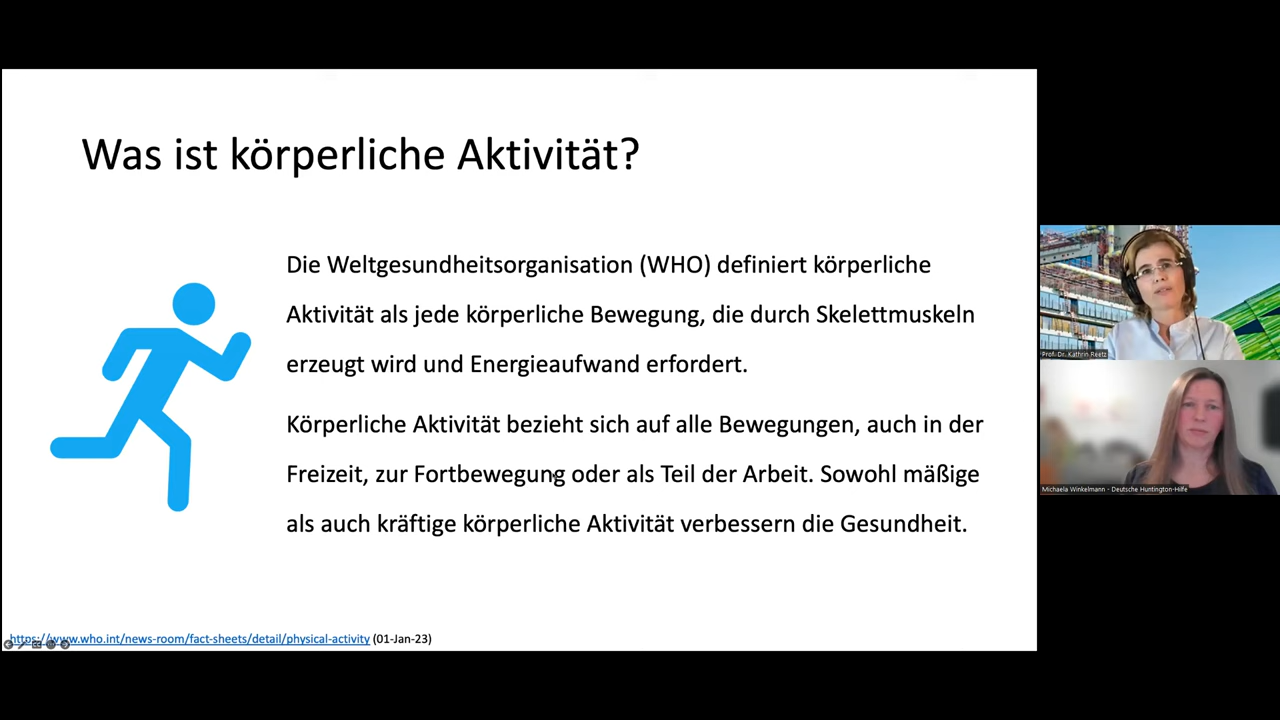 Was ist körperliche Aktivität?
Die Weltgesundheitsorganisation (WHO) definiert körperliche
Aktivität als jede körperliche Bewegung, die durch Skelettmuskeln
erzeugt wird und Energieaufwand erfordert.
Körperliche Aktivität bezieht sich auf alle Bewegungen, auch in der
Freizeit, zur Fortbewegung oder als Teil der Arbeit. Sowohl mäßige
als auch kräftige körperliche Aktivität verbessern die Gesundheit.
https://www.who.int/news-room/fact-sheets/detail/physical-activity (01-Jan-23)
Prof. Dr. Kathrin Reetz
Michaela Winkelmann - Deutsche Huntington-Hilfe